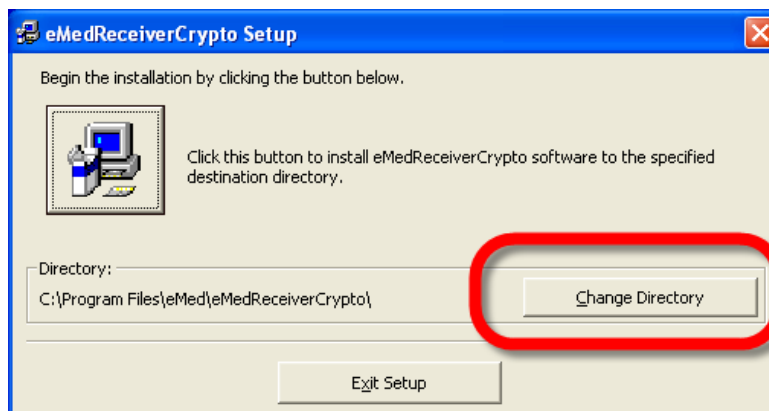 eMedReceiverCrypto Setup
Begin the installation by clicking the button below.
Click this button to install eMedReceiverCrypto software to the specified
destination directory.
Directory:
C:\Program Files\eMed\eMedReceiverCrypto\
Change Directory
Exit Setup